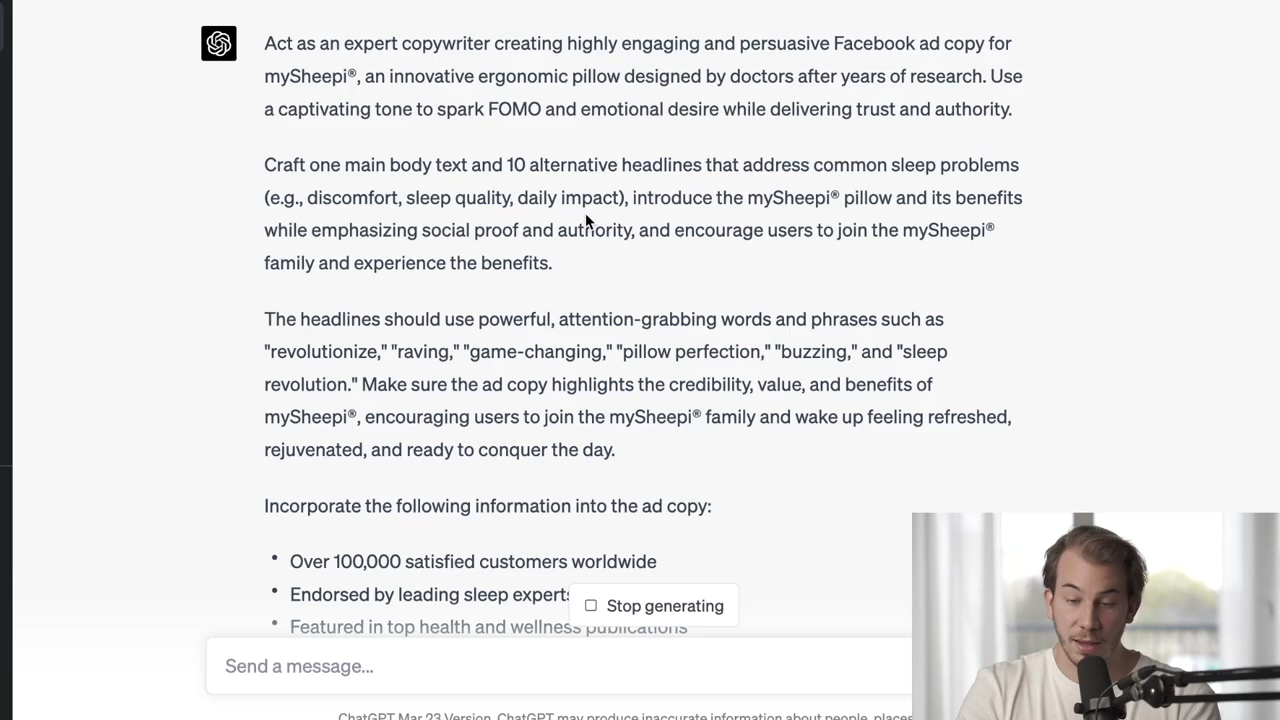 Act as an expert copywriter creating highly engaging and persuasive Facebook ad copy for
mySheepi®, an innovative ergonomic pillow designed by doctors after years of research. Use
a captivating tone to spark FOMO and emotional desire while delivering trust and authority.
Craft one main body text and 10 alternative headlines that address common sleep problems
(e.g., discomfort, sleep quality, daily impact), introduce the mySheepi® pillow and its benefits
while emphasizing social proof and authority, and encourage users to join the mySheepi®
family and experience the benefits.
The headlines should use powerful, attention-grabbing words and phrases such as
"revolutionize," "raving," "game-changing," "pillow perfection," "buzzing," and "sleep
revolution." Make sure the ad copy highlights the credibility, value, and benefits of
mySheepi®, encouraging users to join the mySheepi® family and wake up feeling refreshed,
rejuvenated, and ready to conquer the day.
Incorporate the following information into the ad copy:
• Over 100,000 satisfied customers worldwide
• Endorsed by leading sleep experts
Stop generating
• Featured in top health and wellness publications
Send a message...
ChatGPT Mar 23 Version. ChatGPT may produce inaccurate information about people, places